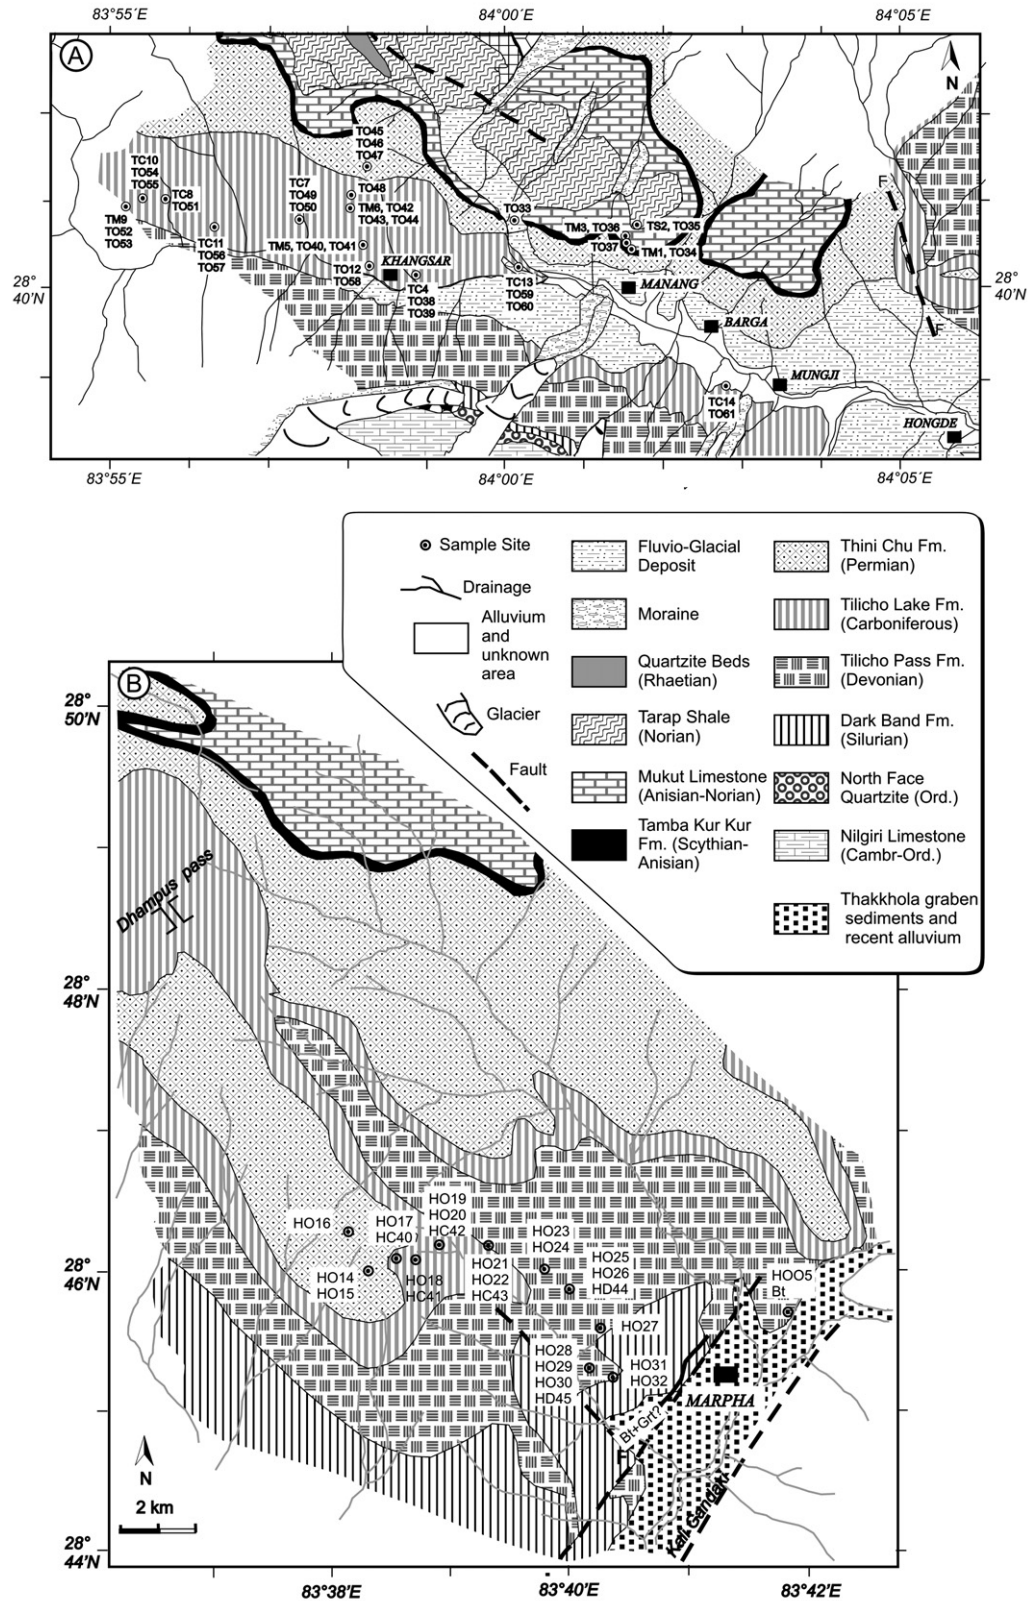 83°55'E
84°00'E
84°05'E
A
N
TC10
TO54
TO55
TC8
TO51
TM9
TO52
TO53
TC11
TO56
TO57
TC7
TO49
TO50
TO45
TO46
TO47
TO48
TM8, TO42
TO43, TO44
TM5, TO40, TO41
TO12
TO58
KHANGSAR
TC4
TO38
TO39
TO33
TM3, TO36
TO37
TS2, TO35
TM1, TO34
TC13
TO59
TO60
MANANG
BARGA
MUNGJI
TC14
TO61
HONGDE
F
F
28°
40'N
28°
40'N
83°55'E
84°00'E
84°05'E
Sample Site
Drainage
Alluvium
and
unknown
area
Glacier
Fault
Fluvio-Glacial
Deposit
Moraine
Quartzite Beds
(Rhaetian)
Tarap Shale
(Norian)
Mukut Limestone
(Anisian-Norian)
Tamba Kur Kur
Fm. (Scythian-
Anisian)
Thini Chu Fm.
(Permian)
Tilicho Lake Fm.
(Carboniferous)
Tilicho Pass Fm.
(Devonian)
Dark Band Fm.
(Silurian)
North Face
Quartzite (Ord.)
Nilgiri Limestone
(Cambr-Ord.)
Thakkhola graben
sediments and
recent alluvium
B
28°
50'N
28°
48'N
28°
46'N
28°
44'N
Dhampus pass
HO16
HO14
HO15
HO17
HC40
HO18
HC41
HO19
HO20
HC42
HO21
HO22
HC43
HO23
HO24
HO25
HO26
HD44
HO27
HO28
HO29
HO30
HD45
HO31
HO32
HOO5
Bt
MARPHA
Bt+Grt?
F
Kali Gandaki
N
2 km
83°38'E
83°40'E
83°42'E